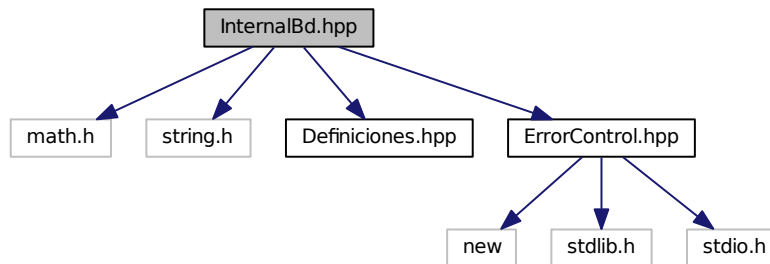 InternalBd.hpp
math.h
string.h
Definiciones.hpp
ErrorControl.hpp
new
stdlib.h
stdio.h